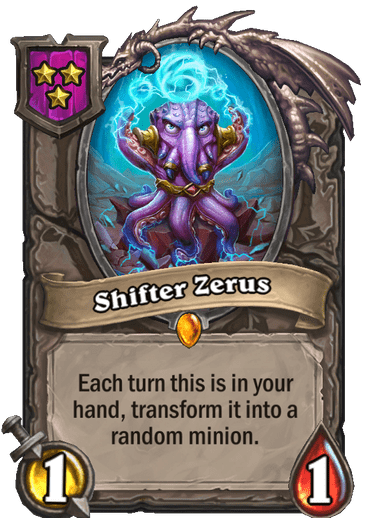 Shifter Zerus
Each turn this is in your
hand, transform it into a
random minion.
1 1